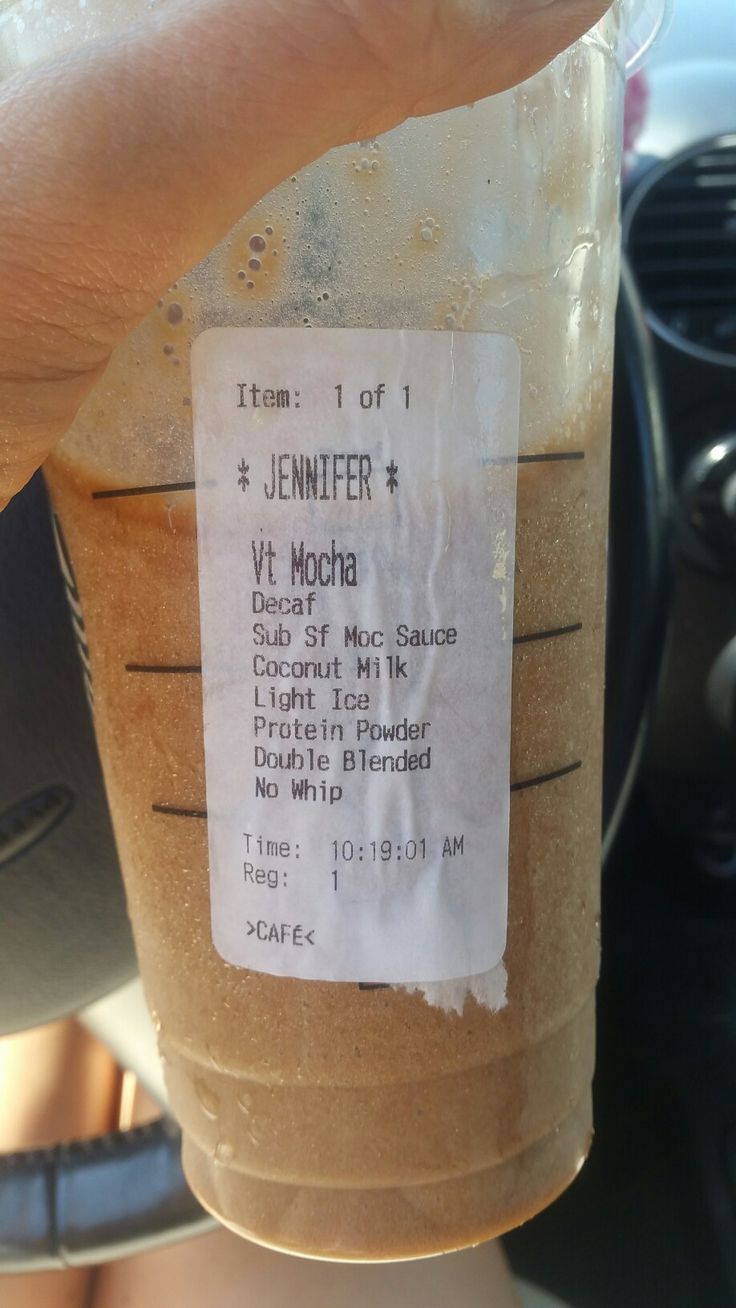 Item: 1 of 1
* JENNIFER *
Vt Mocha
Decaf
Sub Sf Moc Sauce
Coconut Milk
Light Ice
Protein Powder
Double Blended
No Whip
Time: 10:19:01 AM
Reg: 1
>CAFÉ<